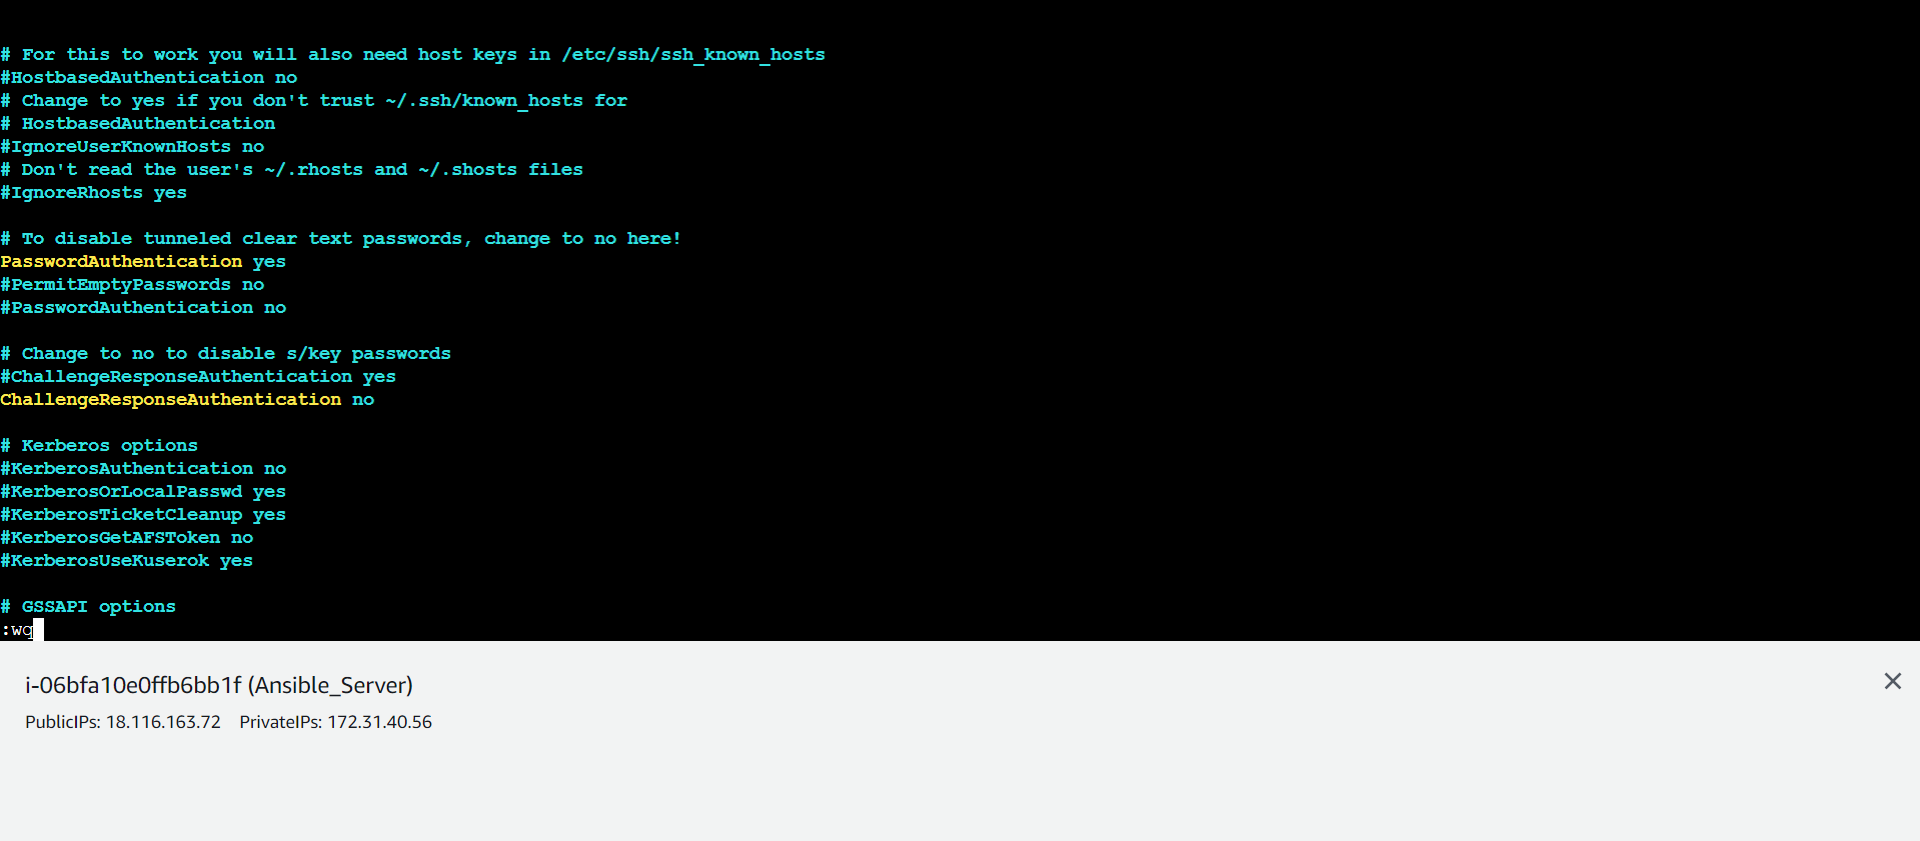 # For this to work you will also need host keys in /etc/ssh/ssh_known_hosts
#HostbasedAuthentication no
# Change to yes if you don't trust ~/.ssh/known_hosts for
# HostbasedAuthentication
#IgnoreUserKnownHosts no
# Don't read the user's ~/.rhosts and ~/.shosts files
#IgnoreRhosts yes
# To disable tunneled clear text passwords, change to no here!
PasswordAuthentication yes
#PermitEmptyPasswords no
#PasswordAuthentication no
# Change to no to disable s/key passwords
#ChallengeResponseAuthentication yes
ChallengeResponseAuthentication no
# Kerberos options
#KerberosAuthentication no
#KerberosOrLocalPasswd yes
#KerberosTicketCleanup yes
#KerberosGetAFSToken no
#KerberosUseKuserok yes
# GSSAPI options
:wq
i-06bfa10e0ffb6bb1f (Ansible_Server)
PublicIPs: 18.116.163.72 PrivateIPs: 172.31.40.56